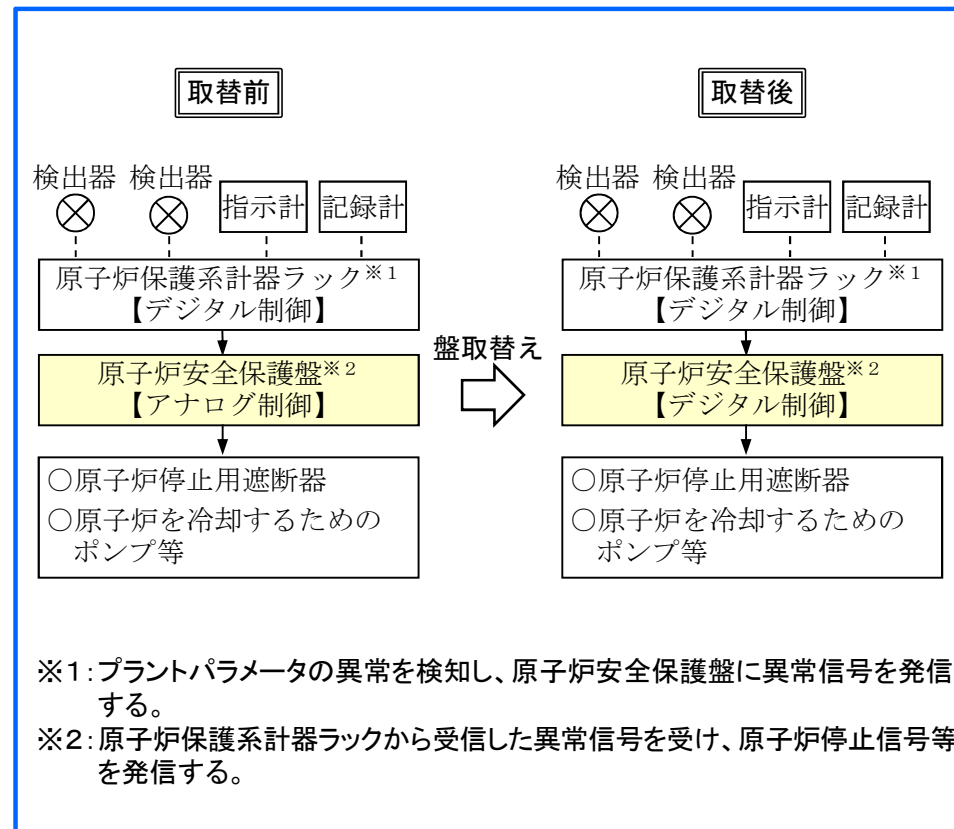 取替前
取替後
検出器 検出器 指示計 記録計
原子炉保護系計器ラック※1
【デジタル制御】
原子炉安全保護盤※2
【アナログ制御】
○原子炉停止用遮断器
○原子炉を冷却するための
ポンプ等
盤取替え
検出器 検出器 指示計 記録計
原子炉保護系計器ラック※1
【デジタル制御】
原子炉安全保護盤※2
【デジタル制御】
○原子炉停止用遮断器
○原子炉を冷却するための
ポンプ等
※1:プラントパラメータの異常を検知し、原子炉安全保護盤に異常信号を発信
する。
※2:原子炉保護系計器ラックから受信した異常信号を受け、原子炉停止信号等
を発信する。